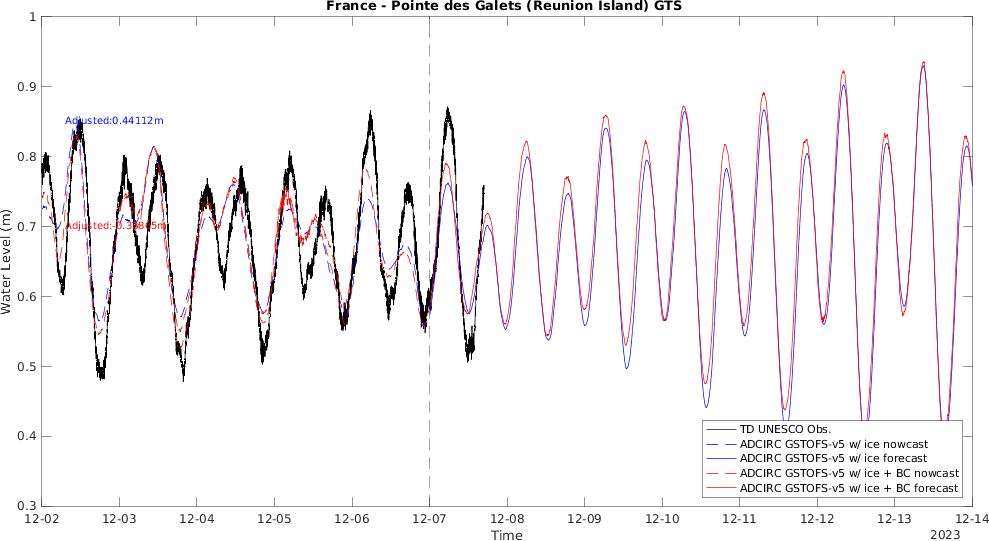 France - Pointe des Galets (Reunion Island) GTS
1
0.9
0.8
0.7
0.6
0.5
0.4
0.3
Water Level (m)
Adjusted:0.44112m
TD UNESCO Obs.
ADCIRC GSTOFS-v5 w/ ice nowcast
ADCIRC GSTOFS-v5 w/ ice forecast
ADCIRC GSTOFS-v5 w/ ice + BC nowcast
ADCIRC GSTOFS-v5 w/ ice + BC forecast
12-02 12-03 12-04 12-05 12-06 12-07 12-08 12-09 12-10 12-11 12-12 12-13 12-14
Time
2023